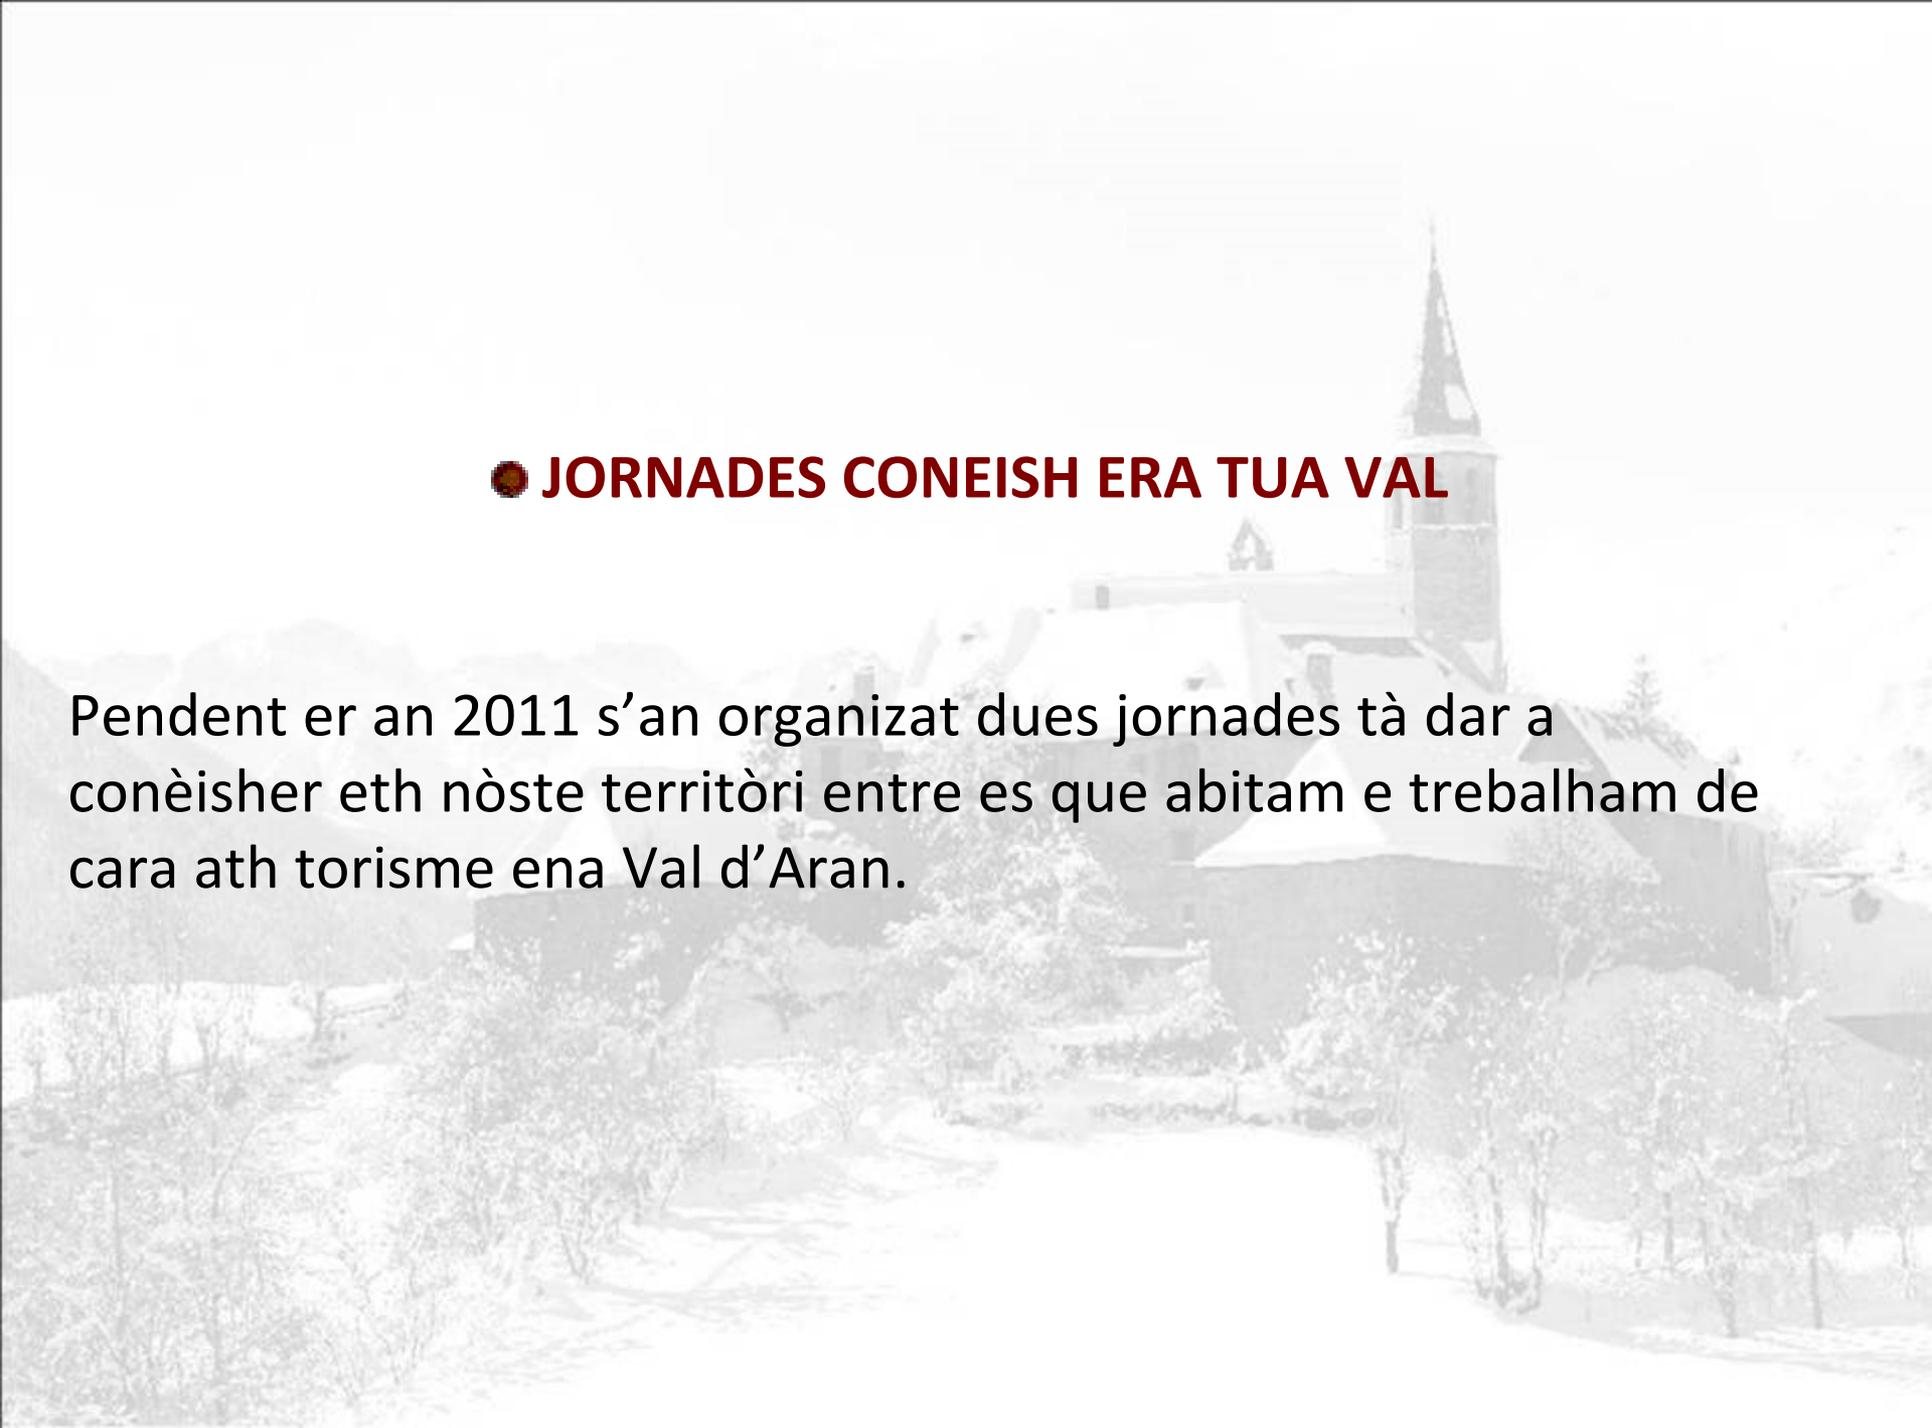 JORNADES CONEISH ERA TUA VAL
Pendent er an 2011 s’an organizat dues jornades tà dar a
conèisher eth nòste territòri entre es que abitam e trebalham de
cara ath torisme ena Val d’Aran.